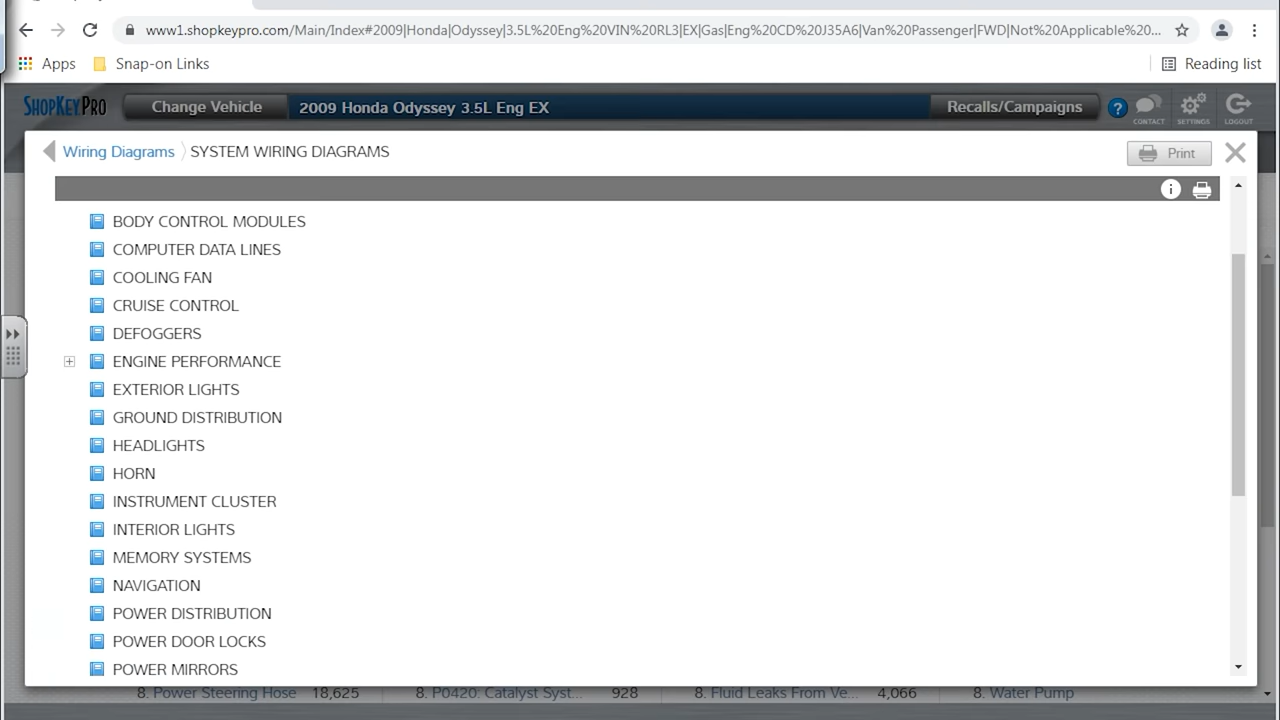 www1.shopkeypro.com/Main/Index#2009|Honda|Odyssey|3.5L%20Eng%20VIN%20RL3|EX|Gas|Eng%20CD%20J35A6|Van%20Passenger|FWD|Not%20Applicable%20...
Apps Snap-on Links Reading list
SHOPKEYPRO Change Vehicle 2009 Honda Odyssey 3.5L Eng EX Recalls/Campaigns ? CONTACT SETTINGS LOGOUT
Wiring Diagrams SYSTEM WIRING DIAGRAMS Print
BODY CONTROL MODULES
COMPUTER DATA LINES
COOLING FAN
CRUISE CONTROL
DEFOGGERS
ENGINE PERFORMANCE
EXTERIOR LIGHTS
GROUND DISTRIBUTION
HEADLIGHTS
HORN
INSTRUMENT CLUSTER
INTERIOR LIGHTS
MEMORY SYSTEMS
NAVIGATION
POWER DISTRIBUTION
POWER DOOR LOCKS
POWER MIRRORS
8. Power Steering Hose 18,625 8. P0420: Catalyst Syst... 928 8. Fluid Leaks From Ve... 4,066 8. Water Pump